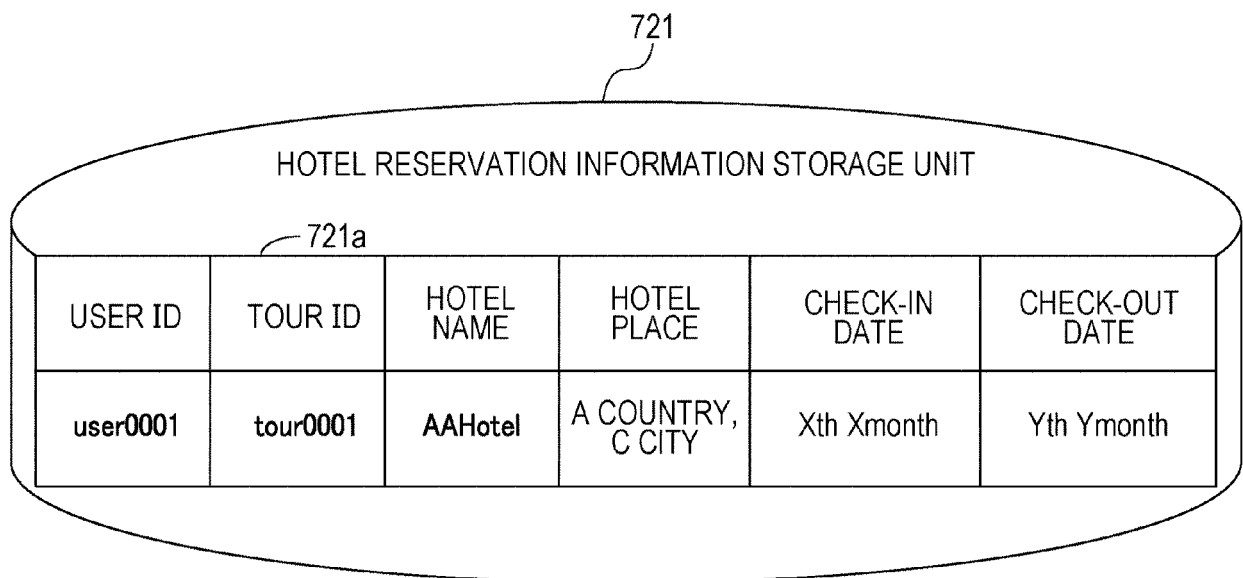 721
HOTEL RESERVATION INFORMATION STORAGE UNIT
721a
USER ID TOUR ID HOTEL NAME HOTEL PLACE CHECK-IN DATE CHECK-OUT DATE
user0001 tour0001 AAHotel A COUNTRY, C CITY Xth Xmonth Yth Ymonth